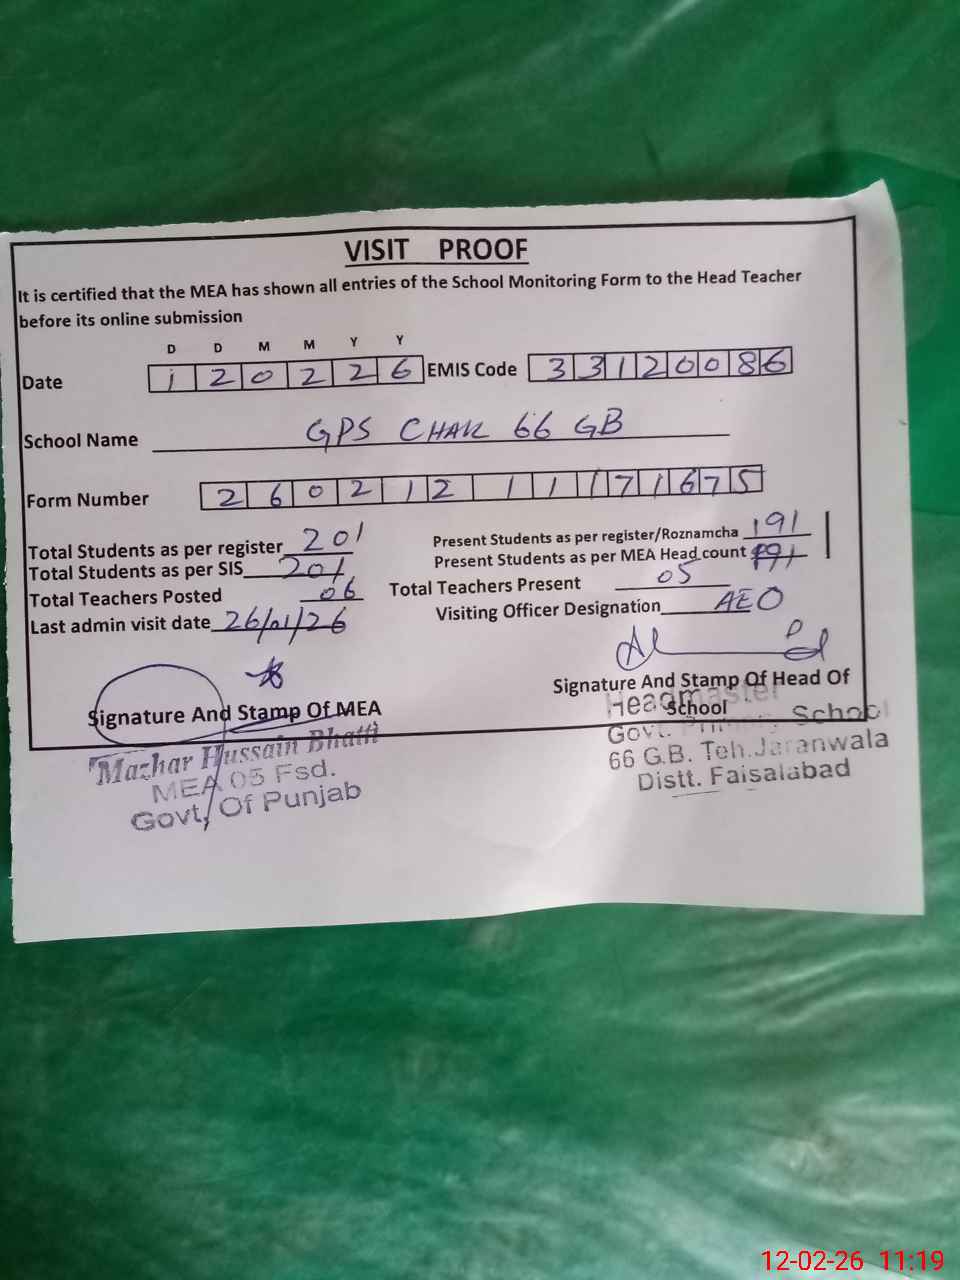 VISIT PROOF
It is certified that the MEA has shown all entries of the School Monitoring Form to the Head Teacher
before its online submission
D D M M Y Y
Date 1 2 0 2 2 6 EMIS Code 3 3 1 2 0 0 8 6
School Name GPS CHAK 66 GB
Form Number 2 6 0 2 1 2 1 1 1 7 1 6 7 5
Total Students as per register 201 Present Students as per register/Roznamcha 191
Total Students as per SIS 201 Present Students as per MEA Head count 191
Total Teachers Posted 06 Total Teachers Present 05
Last admin visit date 26/01/26 Visiting Officer Designation AEO
Signature And Stamp Of MEA Signature And Stamp Of Head Of
School
Mazhar Hussain Bhatti
MEA 05 Fsd.
Govt, Of Punjab
Headmaster
Govt. Primary School
66 G.B. Teh.Jaranwala
Distt. Faisalabad
12-02-26 11:19